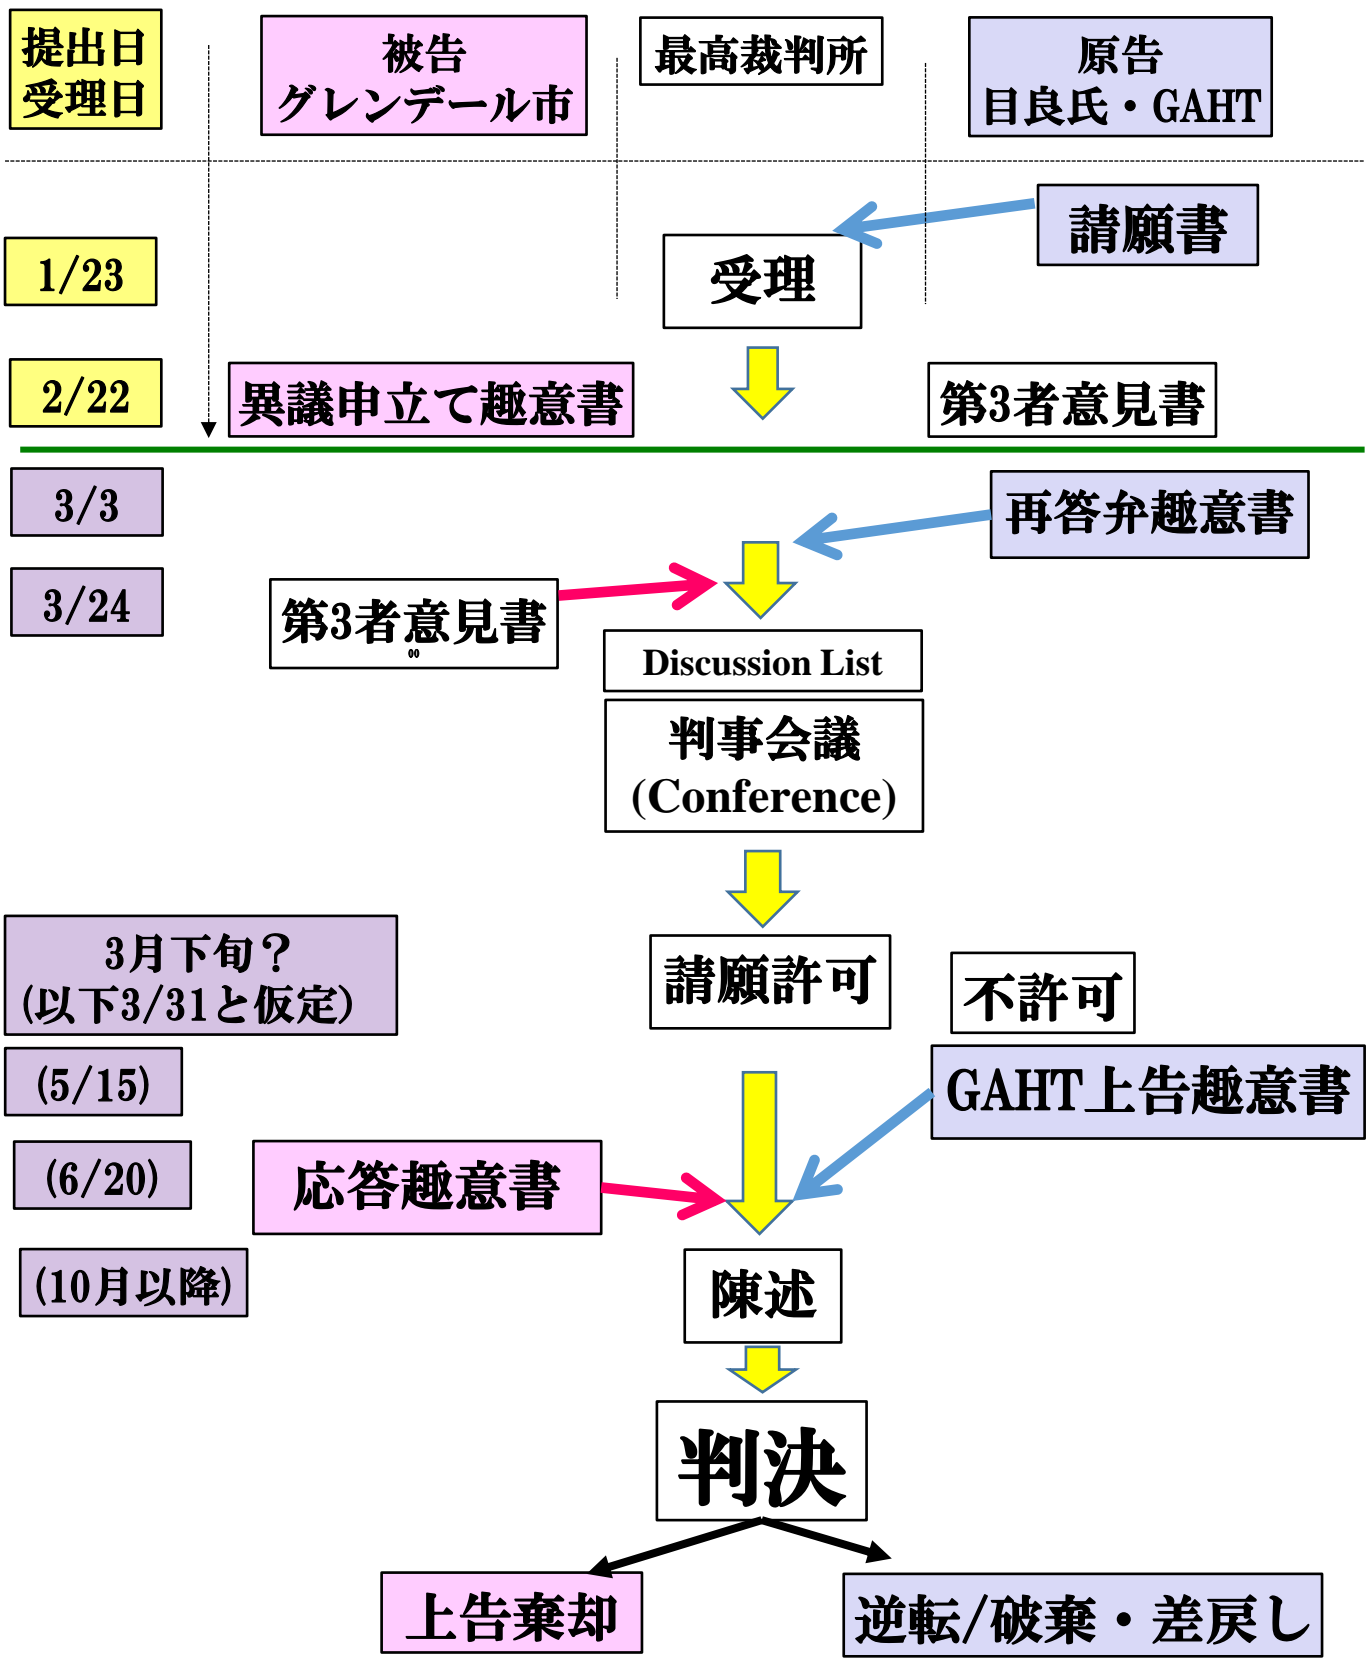 提出日
受理日
被告
グレンデール市
最高裁判所
原告
目良氏・GAHT
請願書
1/23
受理
2/22
異議申立て趣意書
第3者意見書
3/3
再答弁趣意書
3/24
第3者意見書
00
Discussion List
判事会議
(Conference)
3月下旬？
(以下3/31と仮定)
請願許可
不許可
(5/15)
GAHT上告趣意書
(6/20)
応答趣意書
(10月以降)
陳述
判決
上告棄却
逆転/破棄・差戻し